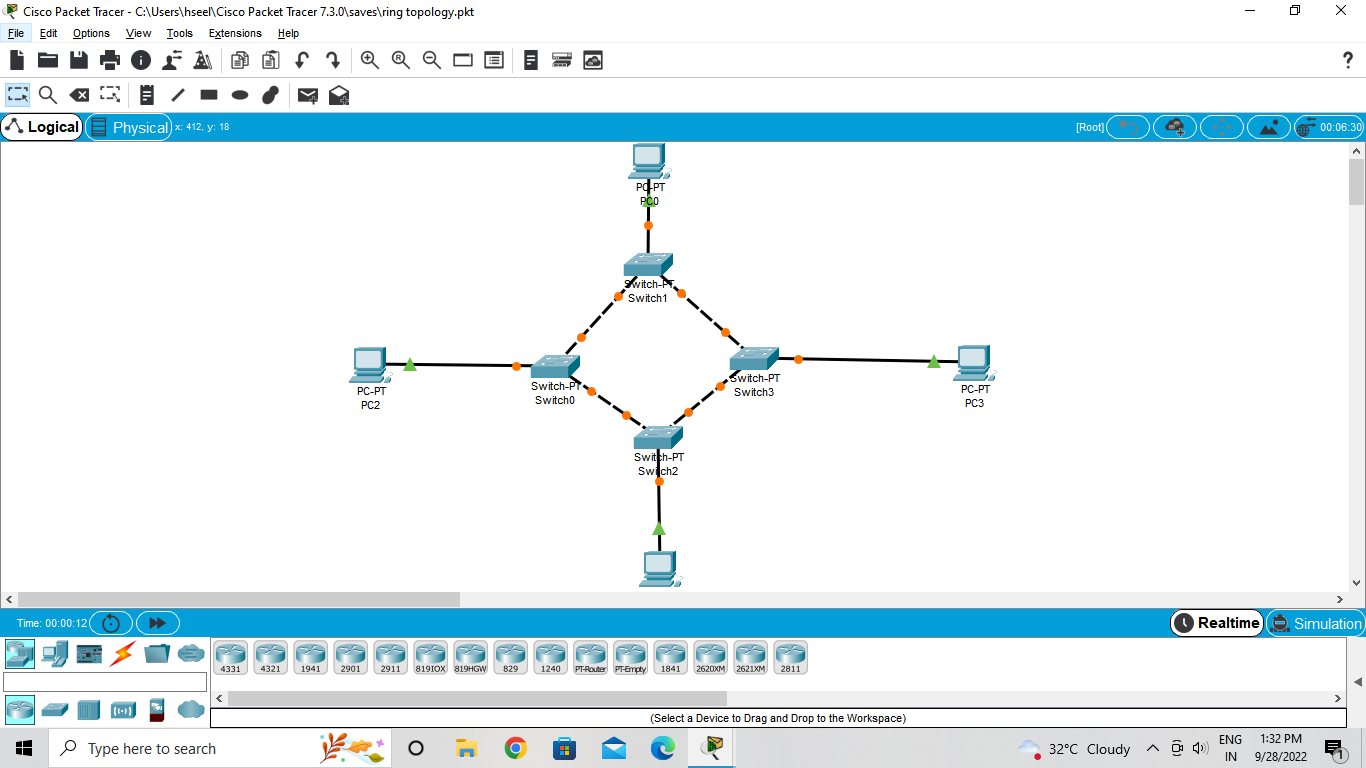 Cisco Packet Tracer - C:\Users\hseel\Cisco Packet Tracer 7.3.0\saves\ring topology.pkt
File Edit Options View Tools Extensions Help
?
Logical Physical x: 412, y: 18 [Root] 00:06:30
PC-PT
PC0
Switch-PT
Switch1
PC-PT
PC2
Switch-PT
Switch0
Switch-PT
Switch3
PC-PT
PC3
Switch-PT
Switch2
Time: 00:00:12 Realtime Simulation
4331 4321 1941 2901 2911 819IOX 819HGW 829 1240 PT-Router PT-Empty 1841 2620XM 2621XM 2811
(Select a Device to Drag and Drop to the Workspace)
Type here to search 32°C Cloudy ENG IN 1:32 PM 9/28/2022 1